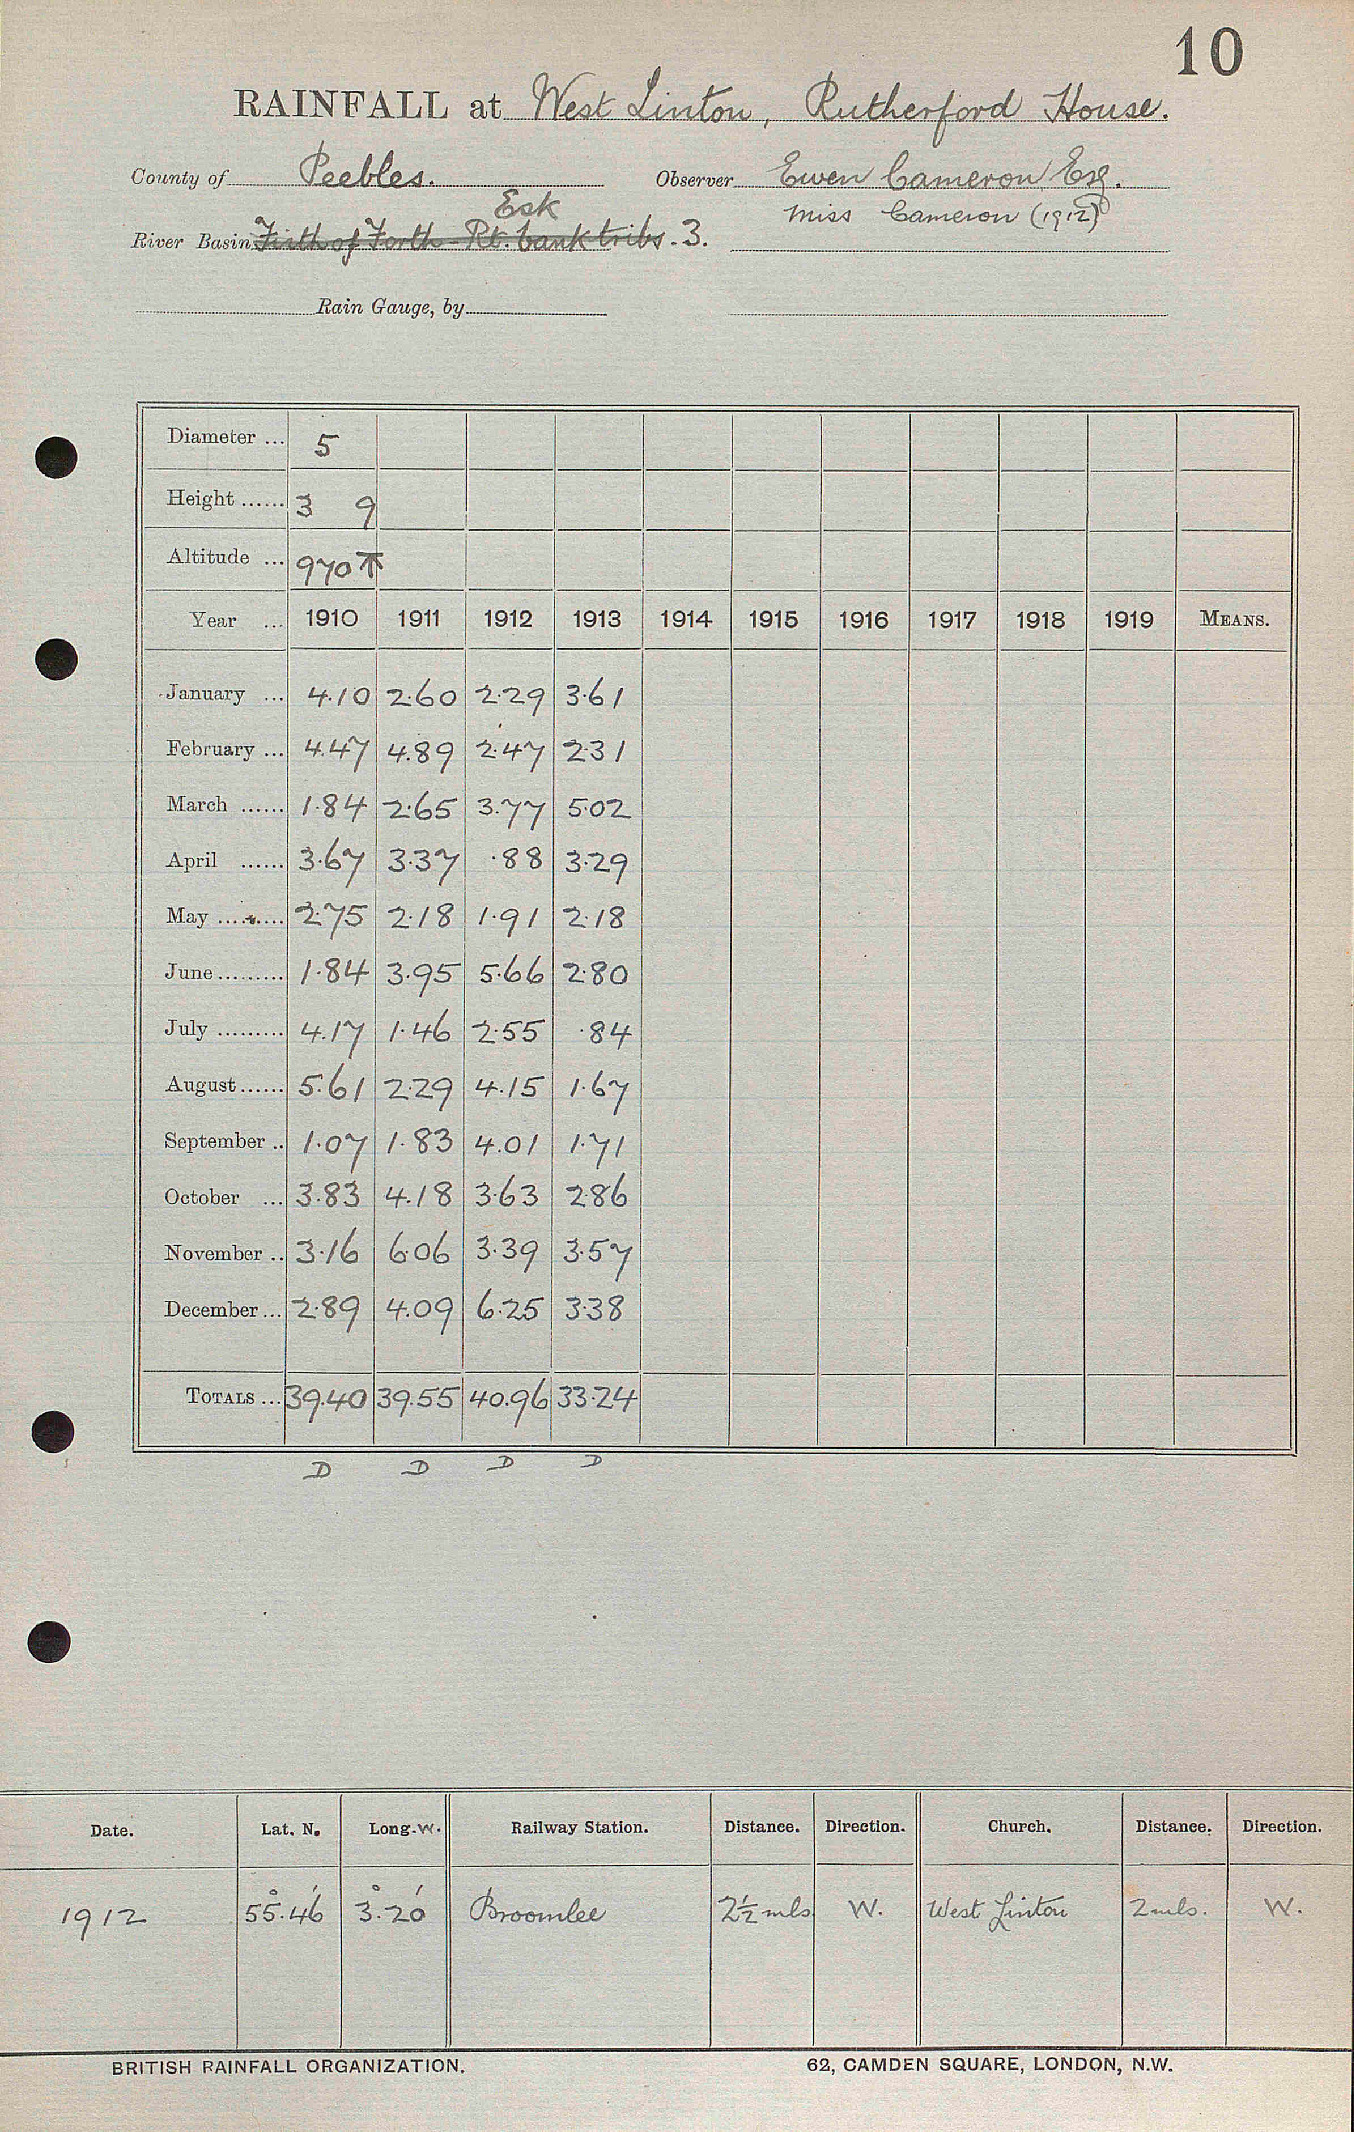 10
RAINFALL at West Linton, Rutherford House.
County of Peebles. Observer Ewen Cameron Esq.
Esk Miss Cameron (1912)
River Basin Firth of Forth - Rt. bank tribs. 3.
Rain Gauge, by
Diameter ... 5
Height ...... 3 9
Altitude ... 970 T
Year ... 1910 1911 1912 1913 1914 1915 1916 1917 1918 1919 MEANS.
January ... 4.10 2.60 2.29 3.61
February ... 4.47 4.89 2.47 2.31
March ...... 1.84 2.65 3.77 5.02
April ...... 3.67 3.37 .88 3.29
May ......... 2.75 2.18 1.91 2.18
June ......... 1.84 3.95 5.66 2.80
July ......... 4.17 1.46 2.55 .84
August ...... 5.61 2.29 4.15 1.67
September .. 1.07 1.83 4.01 1.71
October ... 3.83 4.18 3.63 2.86
November .. 3.16 6.06 3.39 3.57
December ... 2.89 4.09 6.25 3.38
TOTALS ... 39.40 39.55 40.96 33.24
D D D D
Date. Lat. N. Long. W. Railway Station. Distance. Direction. Church. Distance. Direction.
1912 55°.46' 3°.20' Broomlee 2½ mls W. West Linton 2 mls. W.
BRITISH RAINFALL ORGANIZATION. 62, CAMDEN SQUARE, LONDON, N.W.